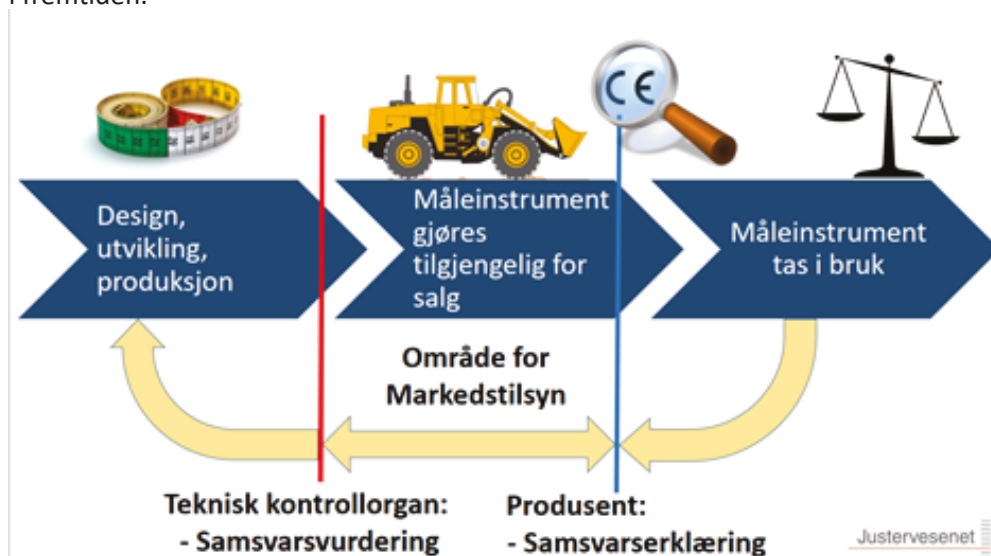 i fremtiden.
CE
Design,
utvikling,
produksjon
Måleinstrument
gjøres
tilgjengelig for
salg
Måleinstrument
tas i bruk
Område for
Markedstilsyn
Teknisk kontrollorgan:
- Samsvarsvurdering
Produsent:
- Samsvarserklæring
Justervesenet